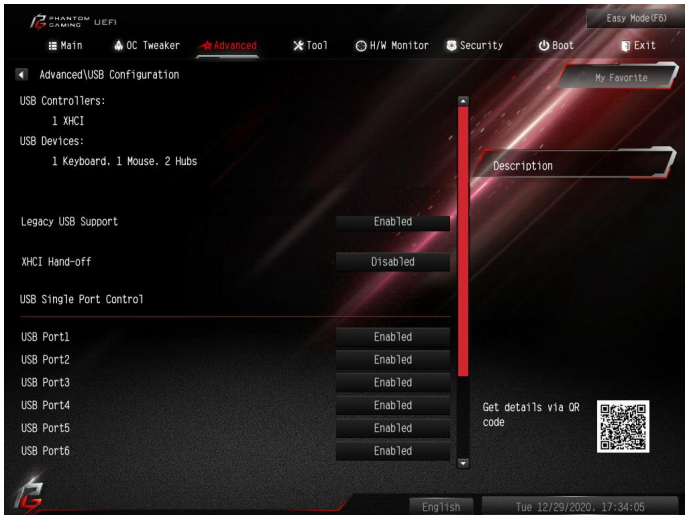 PHANTOM GAMING UEFI
Easy Mode(F6)
Main OC Tweaker Advanced Tool H/W Monitor Security Boot Exit
Advanced\USB Configuration
My Favorite
USB Controllers:
1 XHCI
USB Devices:
1 Keyboard, 1 Mouse, 2 Hubs
Description
Legacy USB Support Enabled
XHCI Hand-off Disabled
USB Single Port Control
USB Port1 Enabled
USB Port2 Enabled
USB Port3 Enabled
USB Port4 Enabled
USB Port5 Enabled
USB Port6 Enabled
Get details via QR
code
English Tue 12/29/2020, 17:34:05